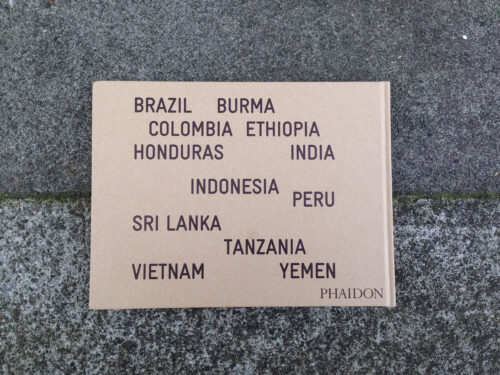 BRAZIL BURMA
COLOMBIA ETHIOPIA
HONDURAS INDIA
INDONESIA
PERU
SRI LANKA
TANZANIA
VIETNAM YEMEN
PHAIDON